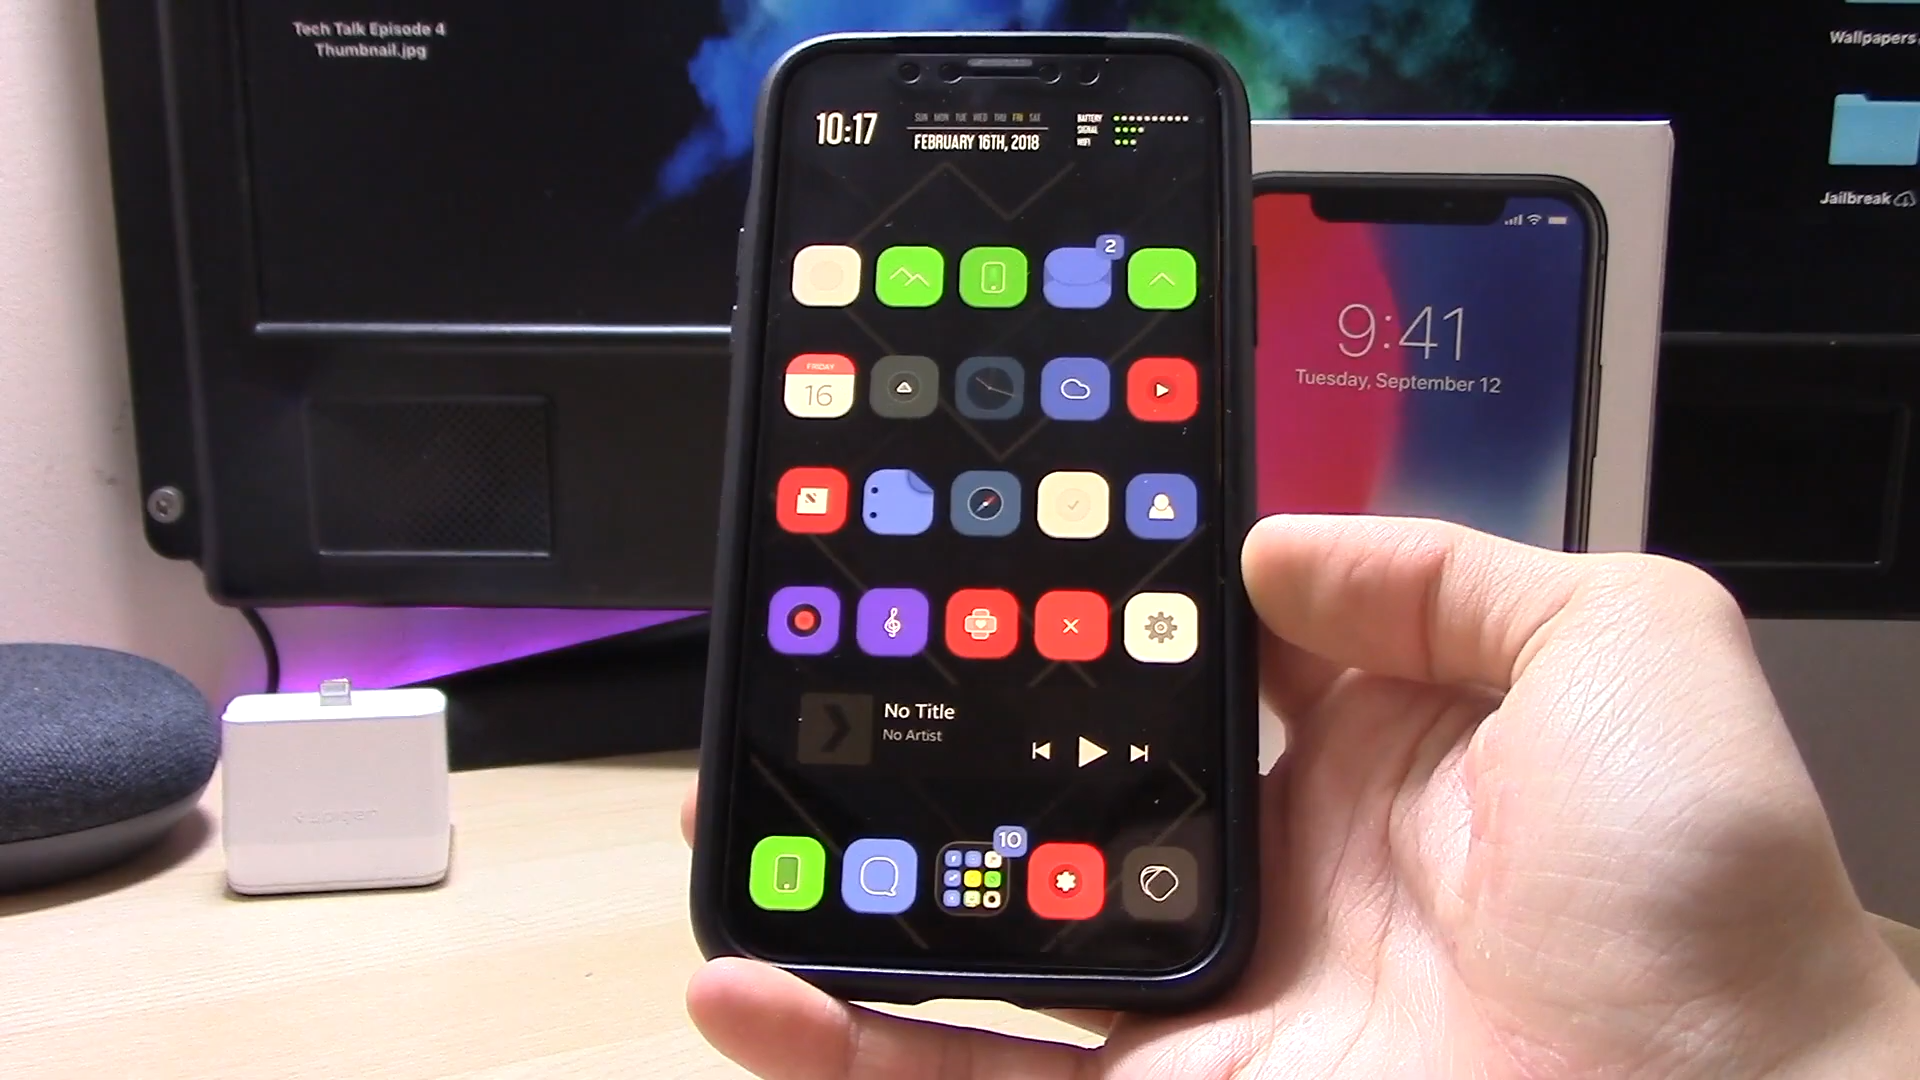 Tech Talk Episode 4
Thumbnail.jpg
Wallpapers
Jailbreak
10:17
SUN MON TUE WED THU FRI SAT
FEBRUARY 16TH, 2018
BATTERY
SIGNAL
WIFI
2
FRIDAY
16
No Title
No Artist
10
9:41
Tuesday, September 12